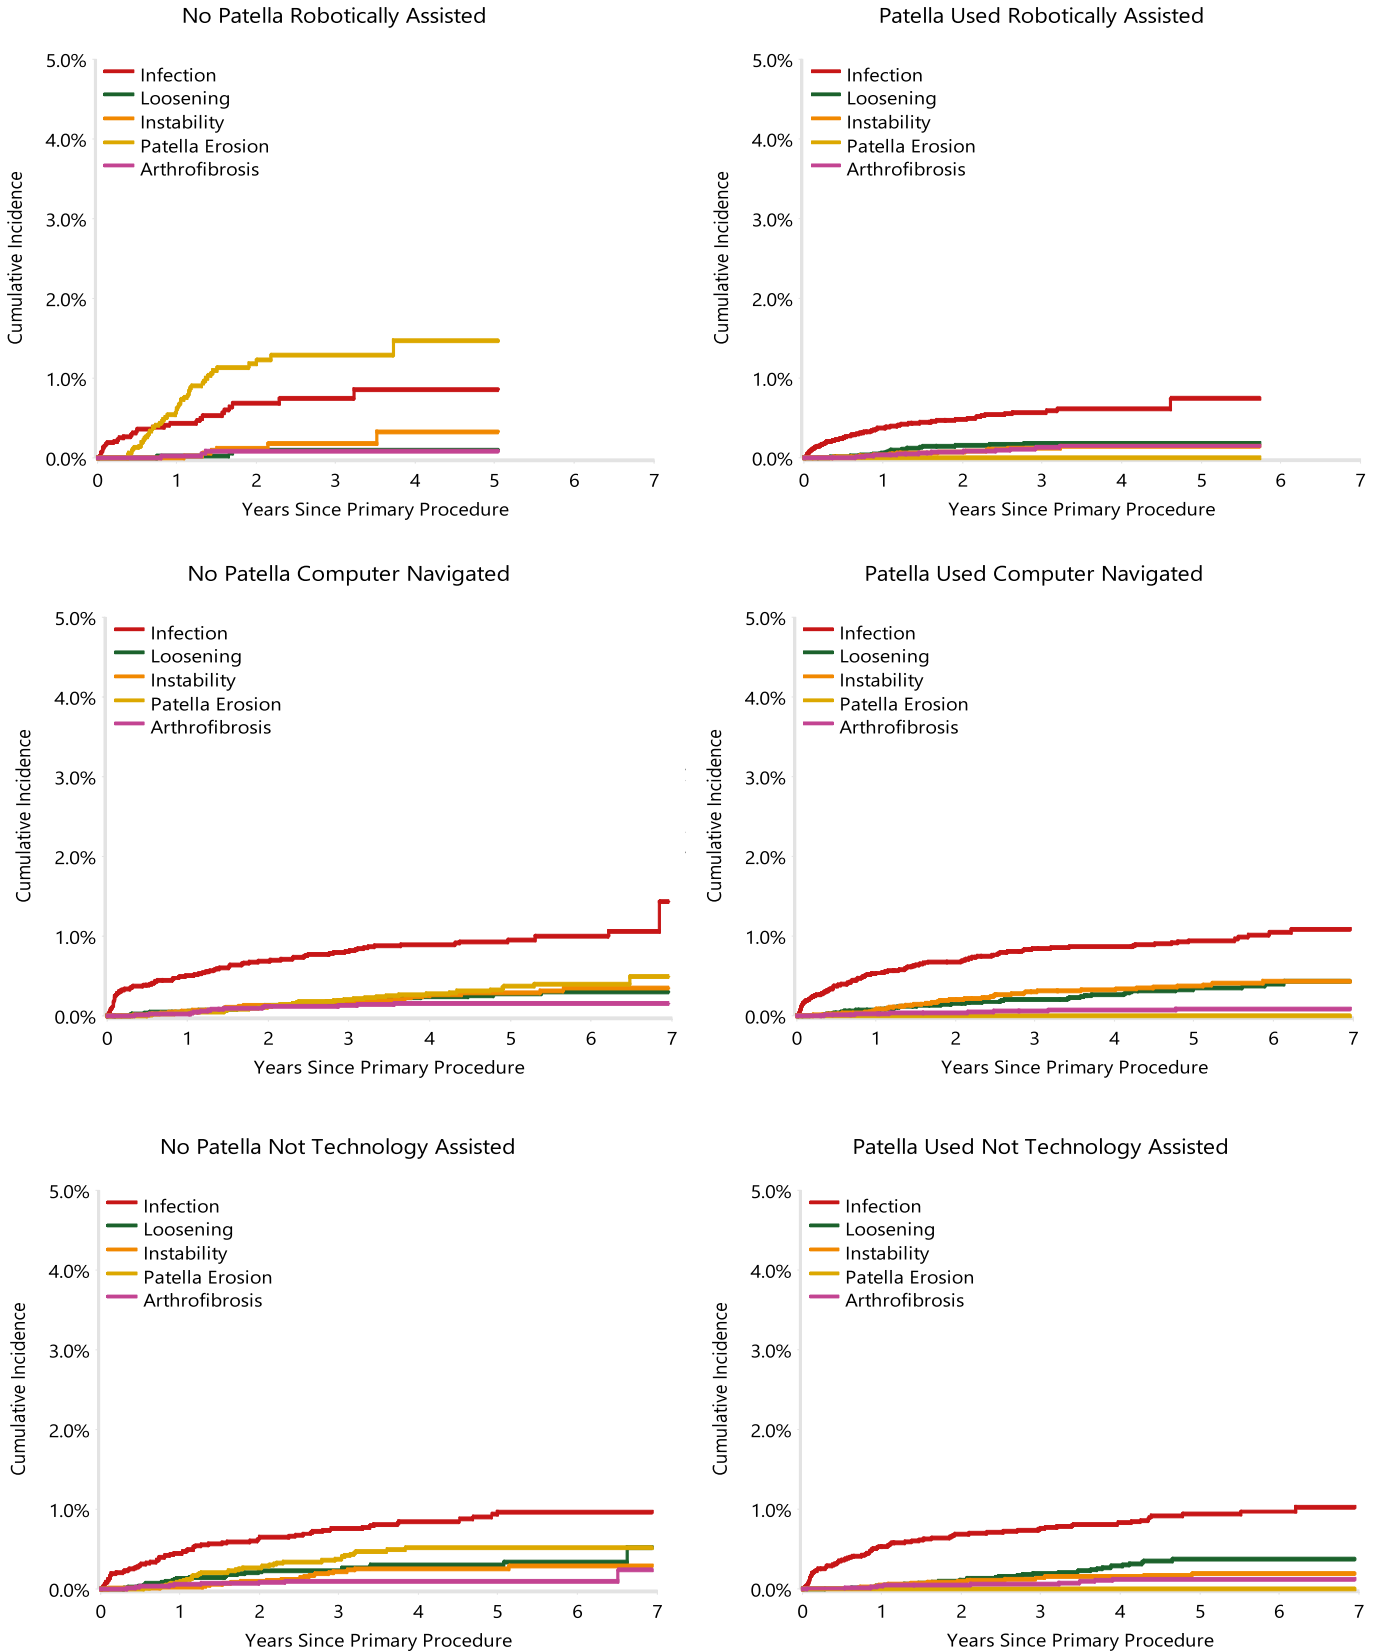 No Patella Robotically Assisted
5.0%
4.0%
3.0%
2.0%
1.0%
0.0%
Cumulative Incidence
Infection
Loosening
Instability
Patella Erosion
Arthrofibrosis
0 1 2 3 4 5 6 7
Years Since Primary Procedure
Patella Used Robotically Assisted
5.0%
4.0%
3.0%
2.0%
1.0%
0.0%
Cumulative Incidence
Infection
Loosening
Instability
Patella Erosion
Arthrofibrosis
0 1 2 3 4 5 6 7
Years Since Primary Procedure
No Patella Computer Navigated
5.0%
4.0%
3.0%
2.0%
1.0%
0.0%
Cumulative Incidence
Infection
Loosening
Instability
Patella Erosion
Arthrofibrosis
0 1 2 3 4 5 6 7
Years Since Primary Procedure
Patella Used Computer Navigated
5.0%
4.0%
3.0%
2.0%
1.0%
0.0%
Cumulative Incidence
Infection
Loosening
Instability
Patella Erosion
Arthrofibrosis
0 1 2 3 4 5 6 7
Years Since Primary Procedure
No Patella Not Technology Assisted
5.0%
4.0%
3.0%
2.0%
1.0%
0.0%
Cumulative Incidence
Infection
Loosening
Instability
Patella Erosion
Arthrofibrosis
0 1 2 3 4 5 6 7
Years Since Primary Procedure
Patella Used Not Technology Assisted
5.0%
4.0%
3.0%
2.0%
1.0%
0.0%
Cumulative Incidence
Infection
Loosening
Instability
Patella Erosion
Arthrofibrosis
0 1 2 3 4 5 6 7
Years Since Primary Procedure